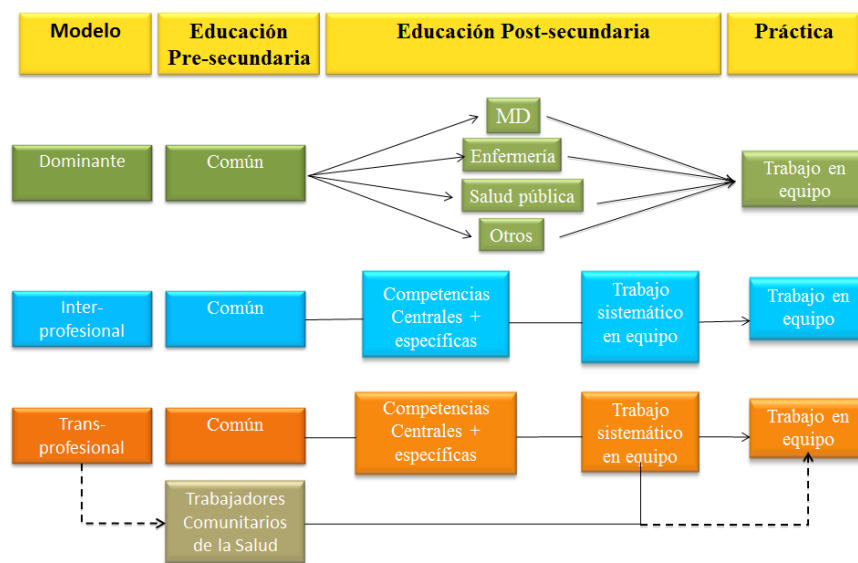 Modelo
Educación
Pre-secundaria
Educación Post-secundaria
Práctica
Dominante
Común
MD
Enfermería
Salud pública
Otros
Trabajo en
equipo
Inter-
profesional
Común
Competencias
Centrales +
específicas
Trabajo
sistemático
en equipo
Trabajo en
equipo
Trans-
profesional
Común
Competencias
Centrales +
específicas
Trabajo
sistemático
en equipo
Trabajo en
equipo
Trabajadores
Comunitarios
de la Salud